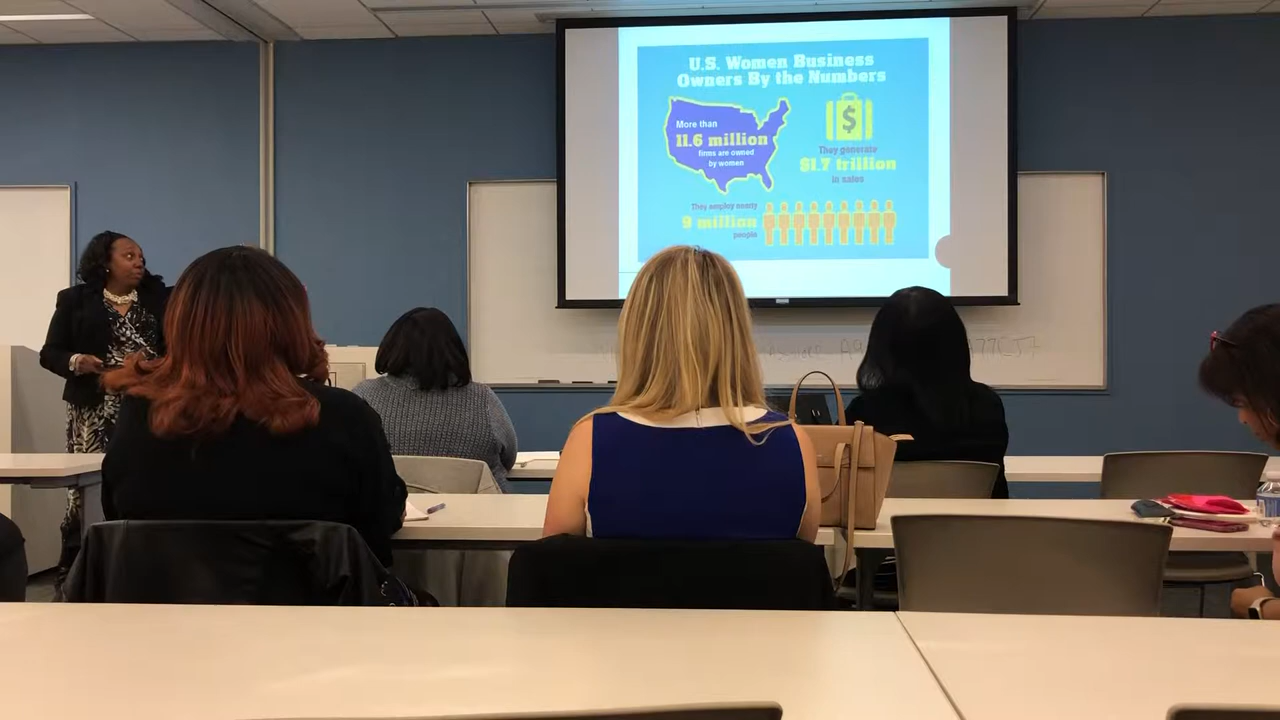 U.S. Women Business
Owners By the Numbers
More than
11.6 million
firms are owned
by women
$
They generate
$1.7 trillion
in sales
They employ nearly
9 million
people